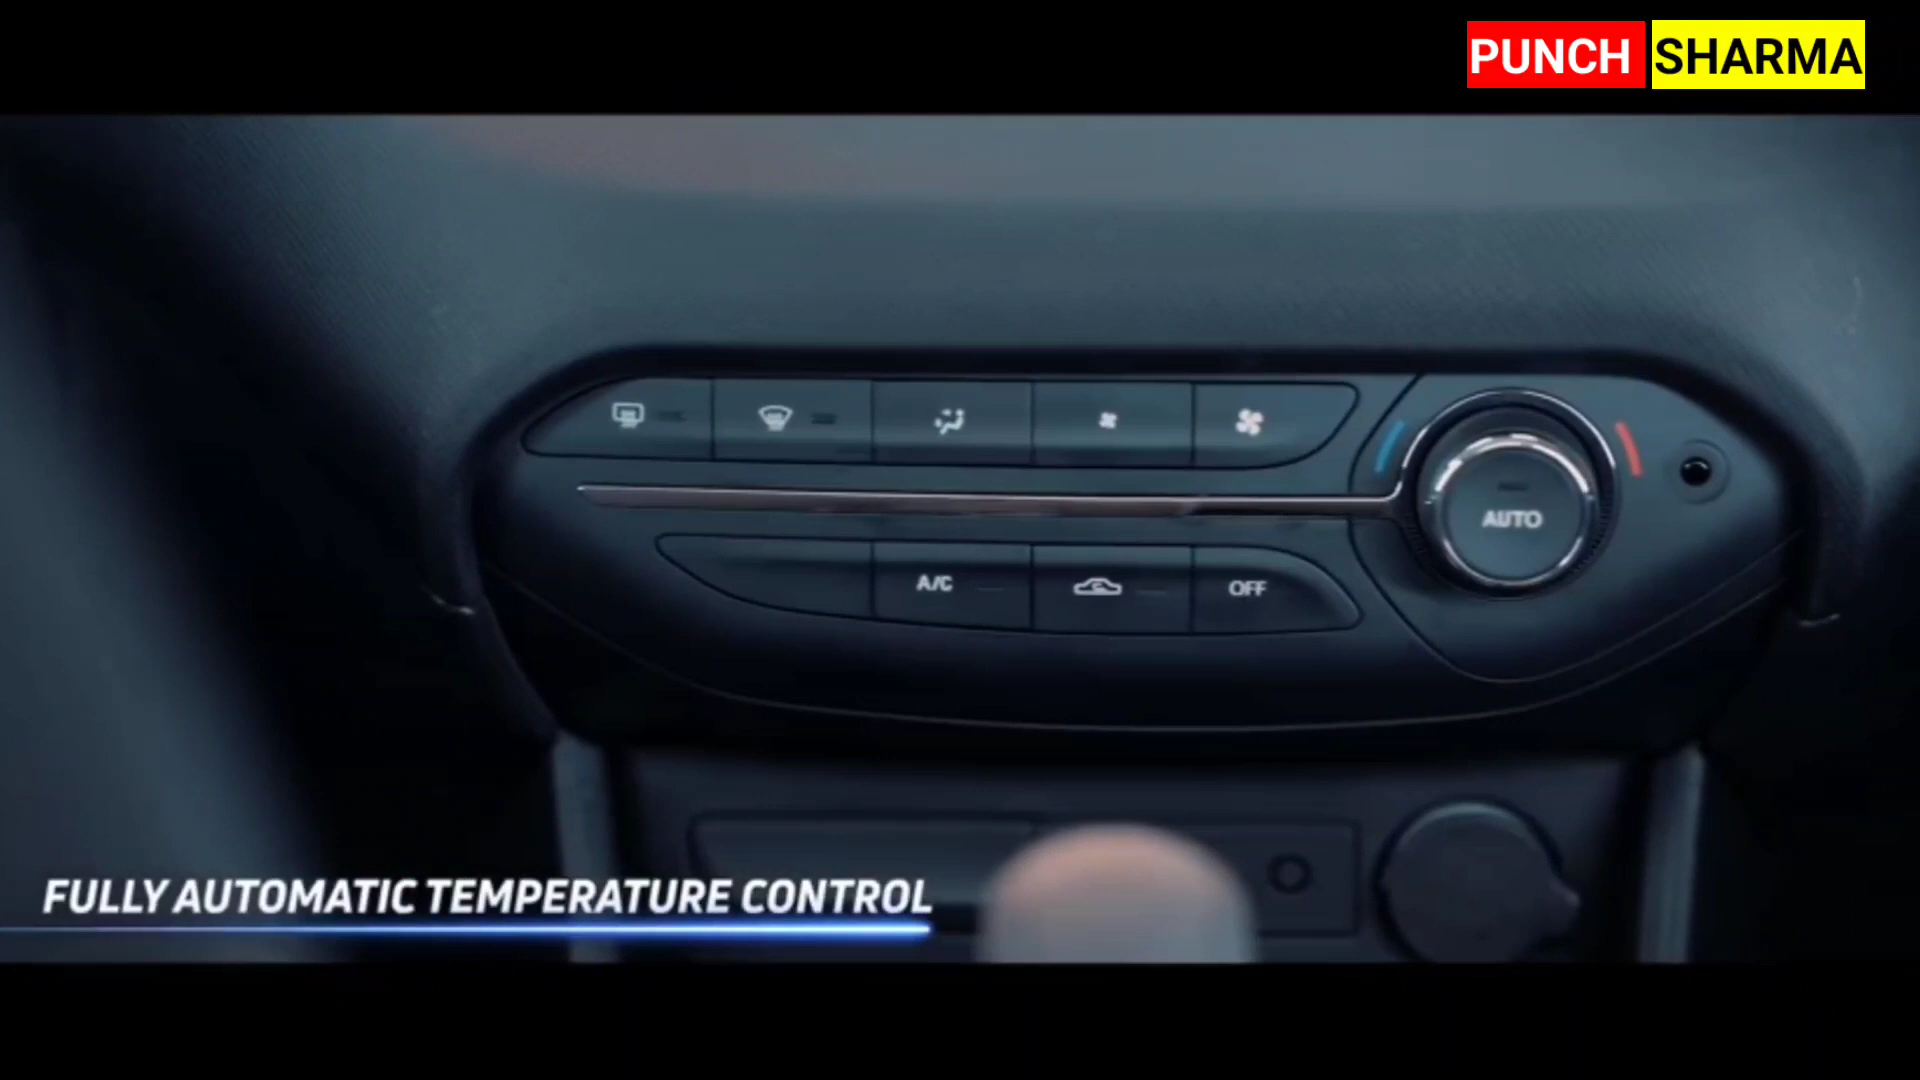 PUNCH SHARMA
AUTO
A/C
OFF
FULLY AUTOMATIC TEMPERATURE CONTROL